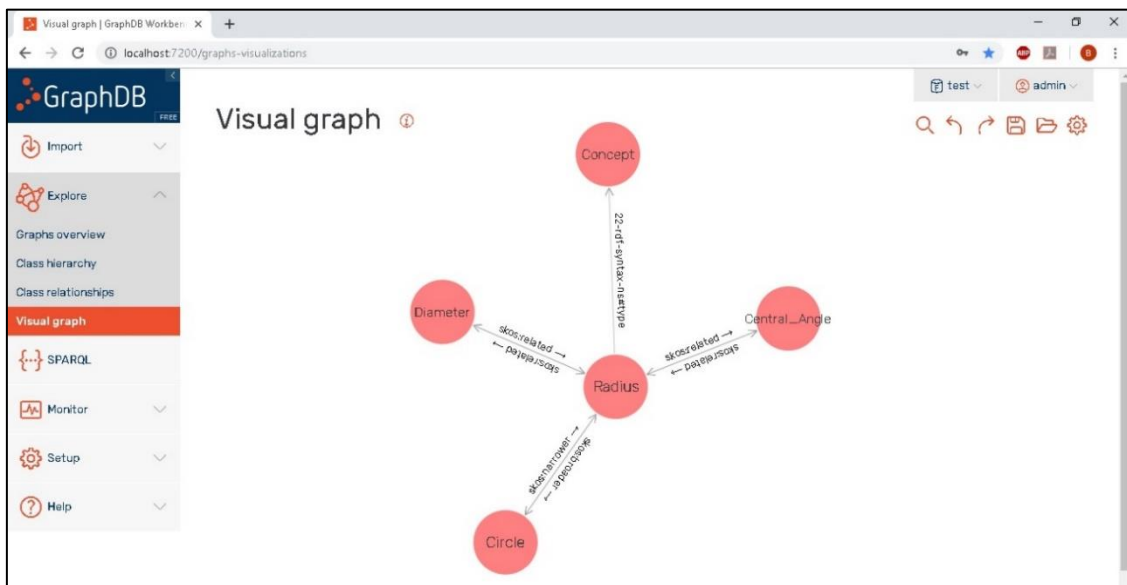 Visual graph | GraphDB Workben
localhost:7200/graphs-visualizations
ABP
B
GraphDB
FREE
test
admin
Visual graph
Import
Explore
Graphs overview
Class hierarchy
Class relationships
Visual graph
SPARQL
Monitor
Setup
Help
Concept
22-rdf-syntax-ns#type
Diameter
Central_Angle
skos:related →
← skos:related
skos:related →
← skos:related
Radius
skos:narrower →
← skos:broader
Circle